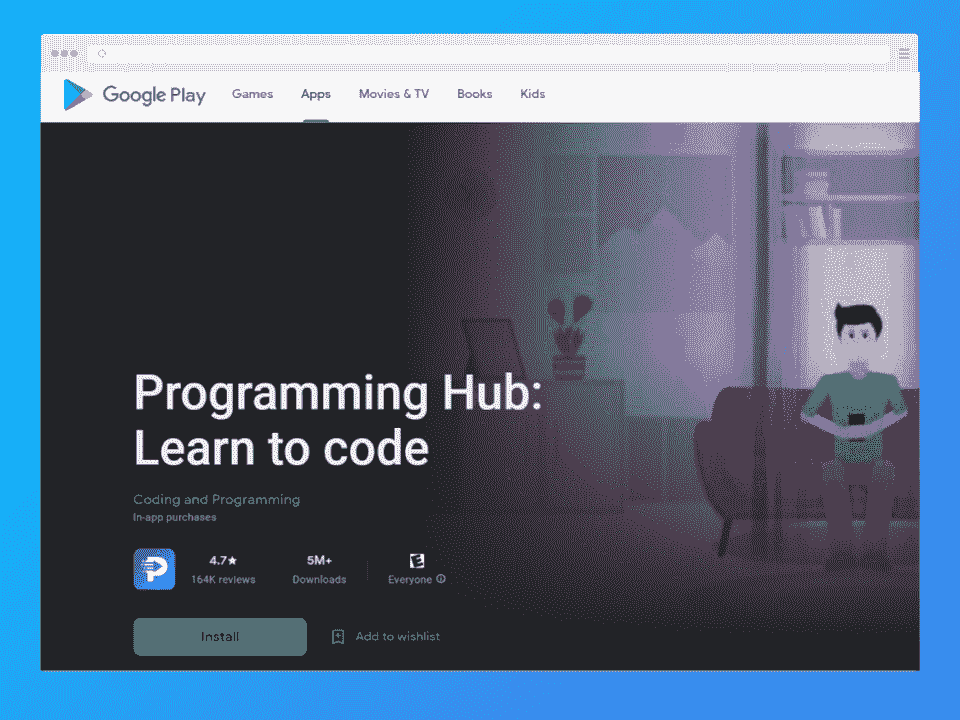 Google Play
Games
Apps
Movies & TV
Books
Kids
Programming Hub:
Learn to code
Coding and Programming
In-app purchases
4.7★
164K reviews
5M+
Downloads
E
Everyone
Install
Add to wishlist